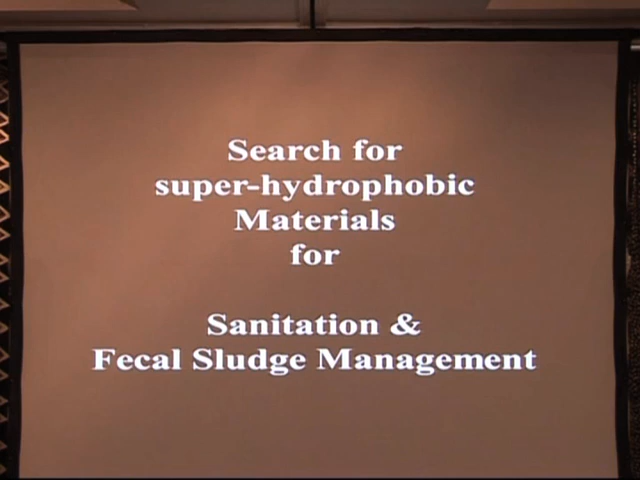 Search for
super-hydrophobic
Materials
for
Sanitation &
Fecal Sludge Management